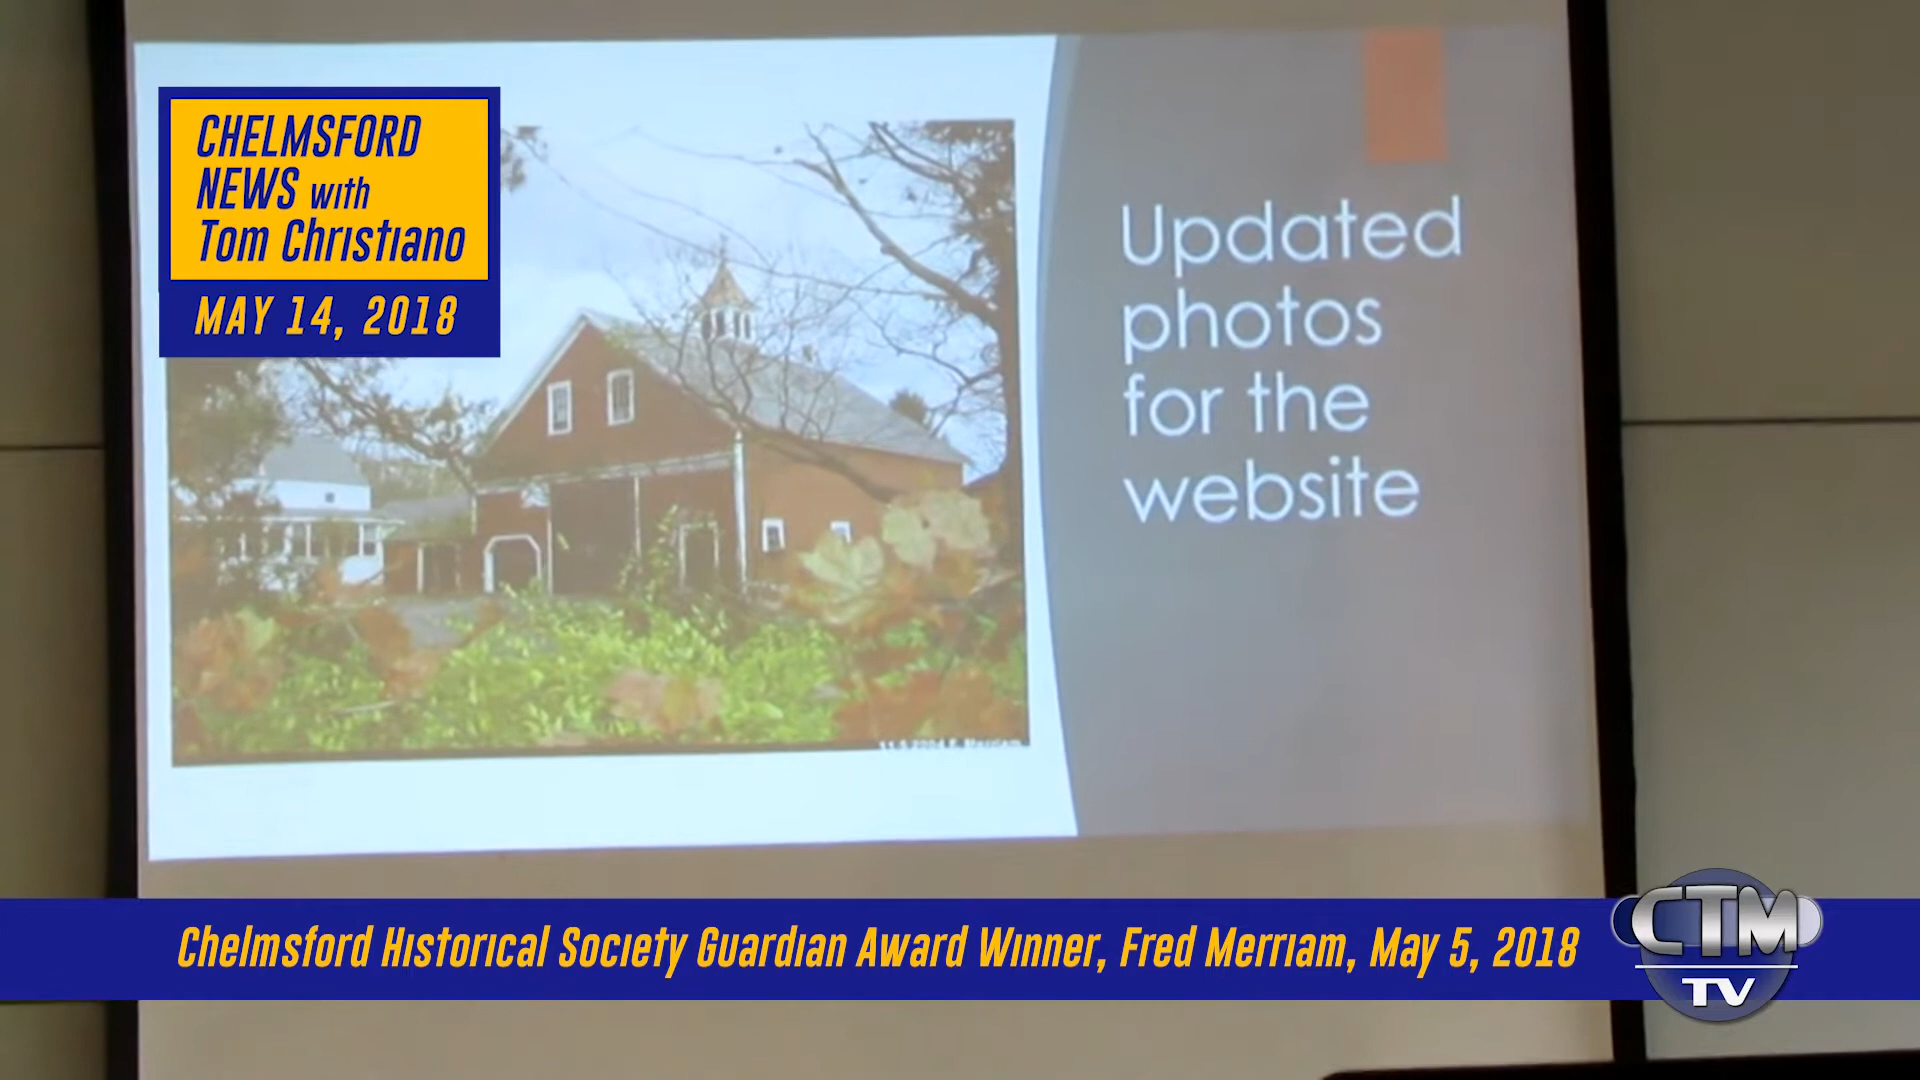 CHELMSFORD
NEWS with
Tom Christiano
MAY 14, 2018
Updated
photos
for the
website
Chelmsford Historical Society Guardian Award Winner, Fred Merriam, May 5, 2018
CTM
TV